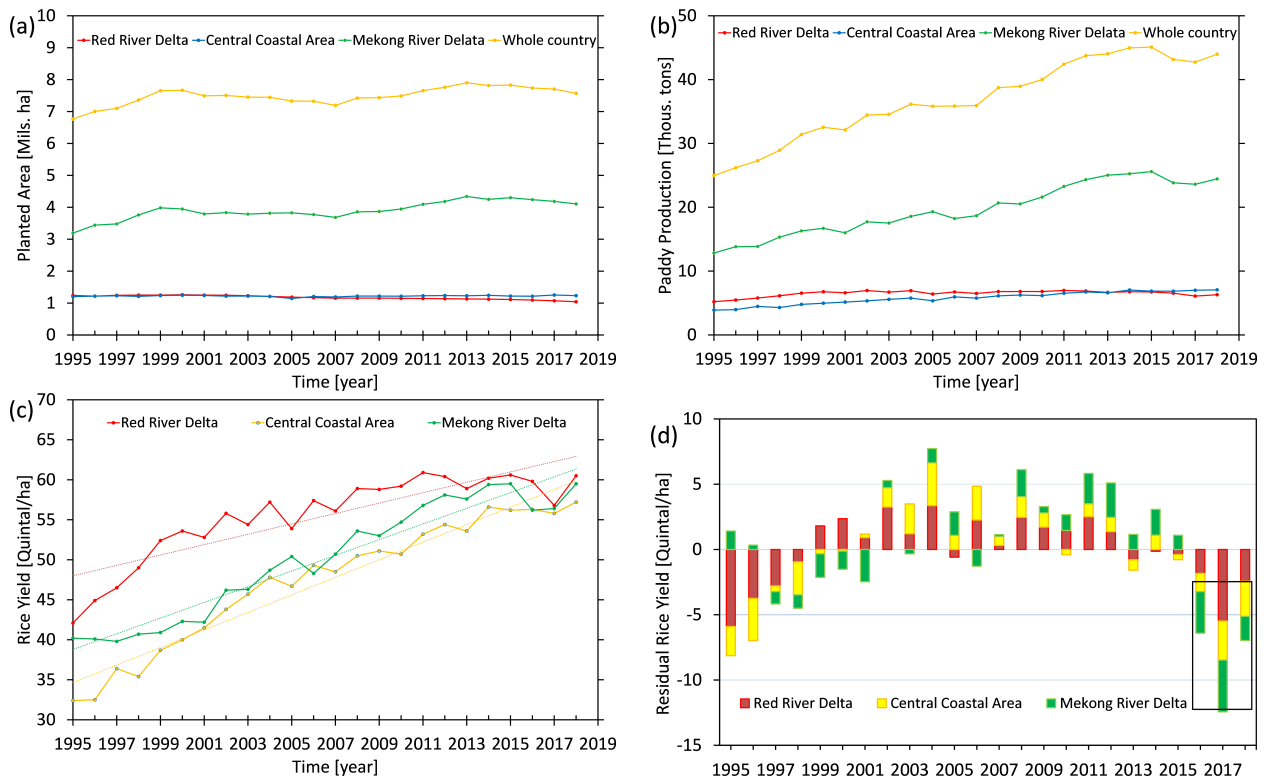 (a)
Planted Area [Mils. ha]
10
9
8
7
6
5
4
3
2
1
0
Red River Delta Central Coastal Area Mekong River Delata Whole country
1995 1997 1999 2001 2003 2005 2007 2009 2011 2013 2015 2017 2019
Time [year]
(b)
Paddy Production [Thous. tons]
50
40
30
20
10
0
Red River Delta Central Coastal Area Mekong River Delta Whole country
1995 1997 1999 2001 2003 2005 2007 2009 2011 2013 2015 2017 2019
Time [year]
(c)
Rice Yield [Quintal/ha]
70
65
60
55
50
45
40
35
30
Red River Delta Central Coastal Area Mekong River Delta
1995 1997 1999 2001 2003 2005 2007 2009 2011 2013 2015 2017 2019
Time [year]
(d)
Residual Rice Yield [Quintal/ha]
10
5
0
-5
-10
-15
Red River Delta Central Coastal Area Mekong River Delta
1995 1997 1999 2001 2003 2005 2007 2009 2011 2013 2015 2017